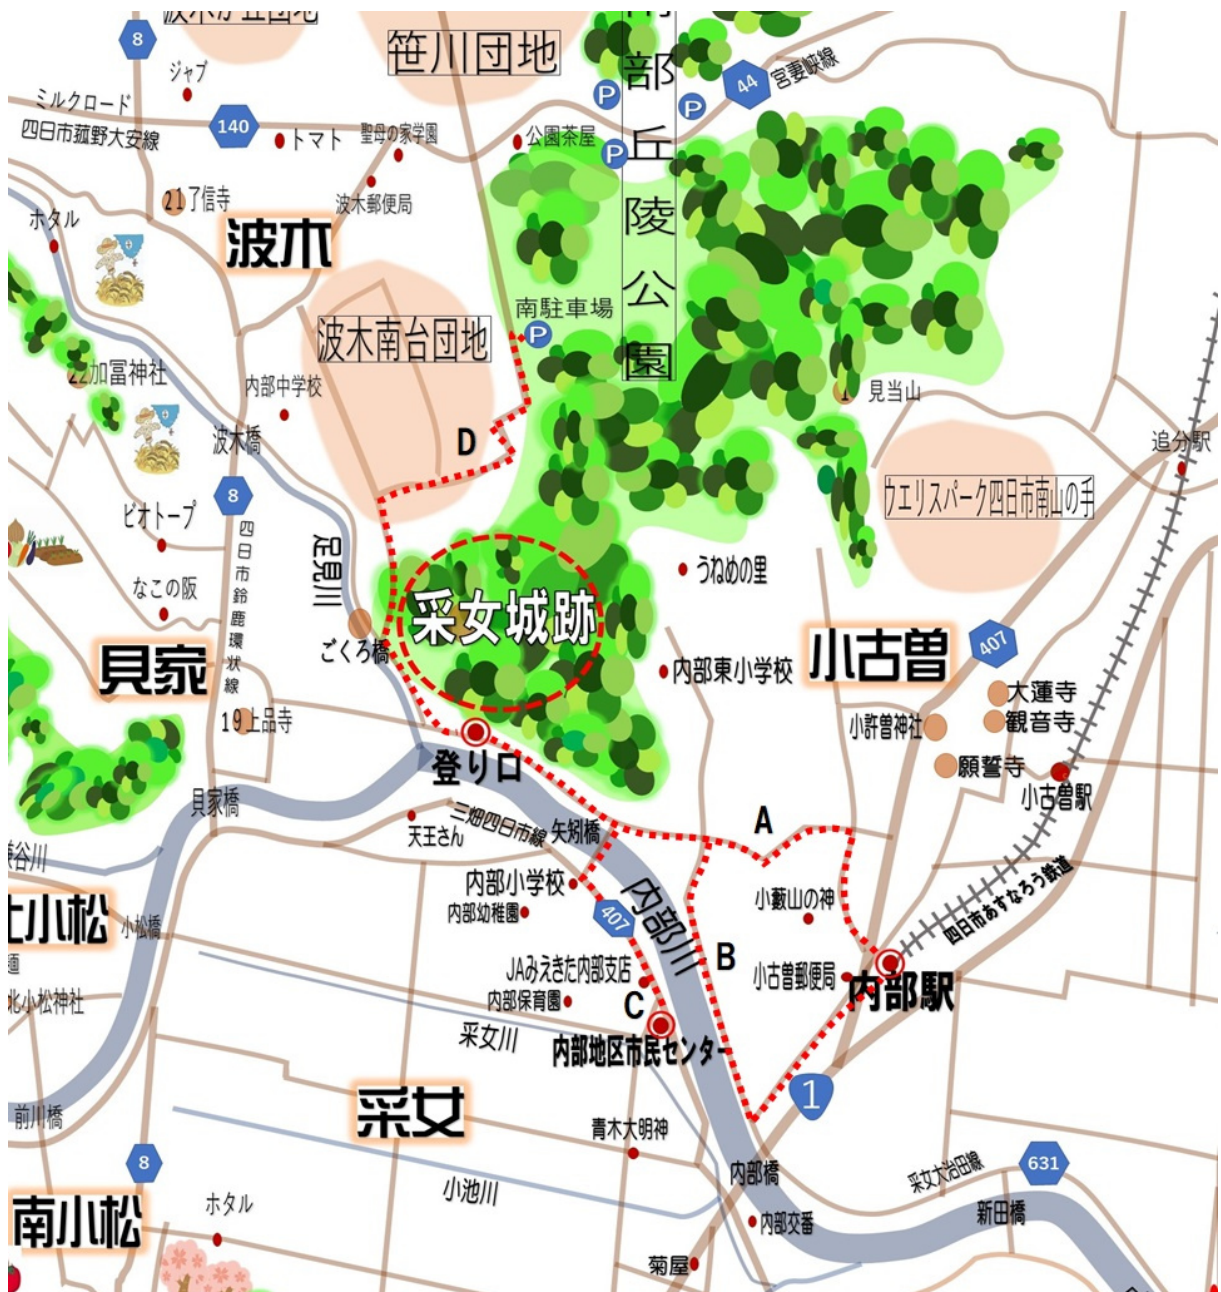 笹川団地
8
ジャブ
ミルクロード
四日市菰野大安線
140
トマト
聖母の家学園
公園茶屋
P
P
P
44
宮妻峡線
部丘陵公園
波木郵便局
21了信寺
ホタル
波木
南駐車場
P
波木南台団地
22加冨神社
内部中学校
波木橋
D
1
見当山
追分駅
ウエリスパーク四日市南山の手
8
四日市鈴鹿環状線
ビオトープ
足見川
なこの阪
うねめの里
采女城跡
ごくろ橋
貝家
内部東小学校
小古曽
407
大蓮寺
観音寺
小許曽神社
願誓寺
小古曽駅
19上品寺
登り口
貝家橋
三畑四日市線
矢矧橋
天王さん
A
内部小学校
内部幼稚園
407
内部川
小藪山の神
四日市あすなろう鉄道
小松橋
B
小古曽郵便局
内部駅
JAみえきた内部支店
内部保育園
C
北小松神社
采女川
内部地区市民センター
1
采女
前川橋
青木大明神
8
小池川
内部橋
采女大治田線
631
南小松
ホタル
内部交番
新田橋
菊屋